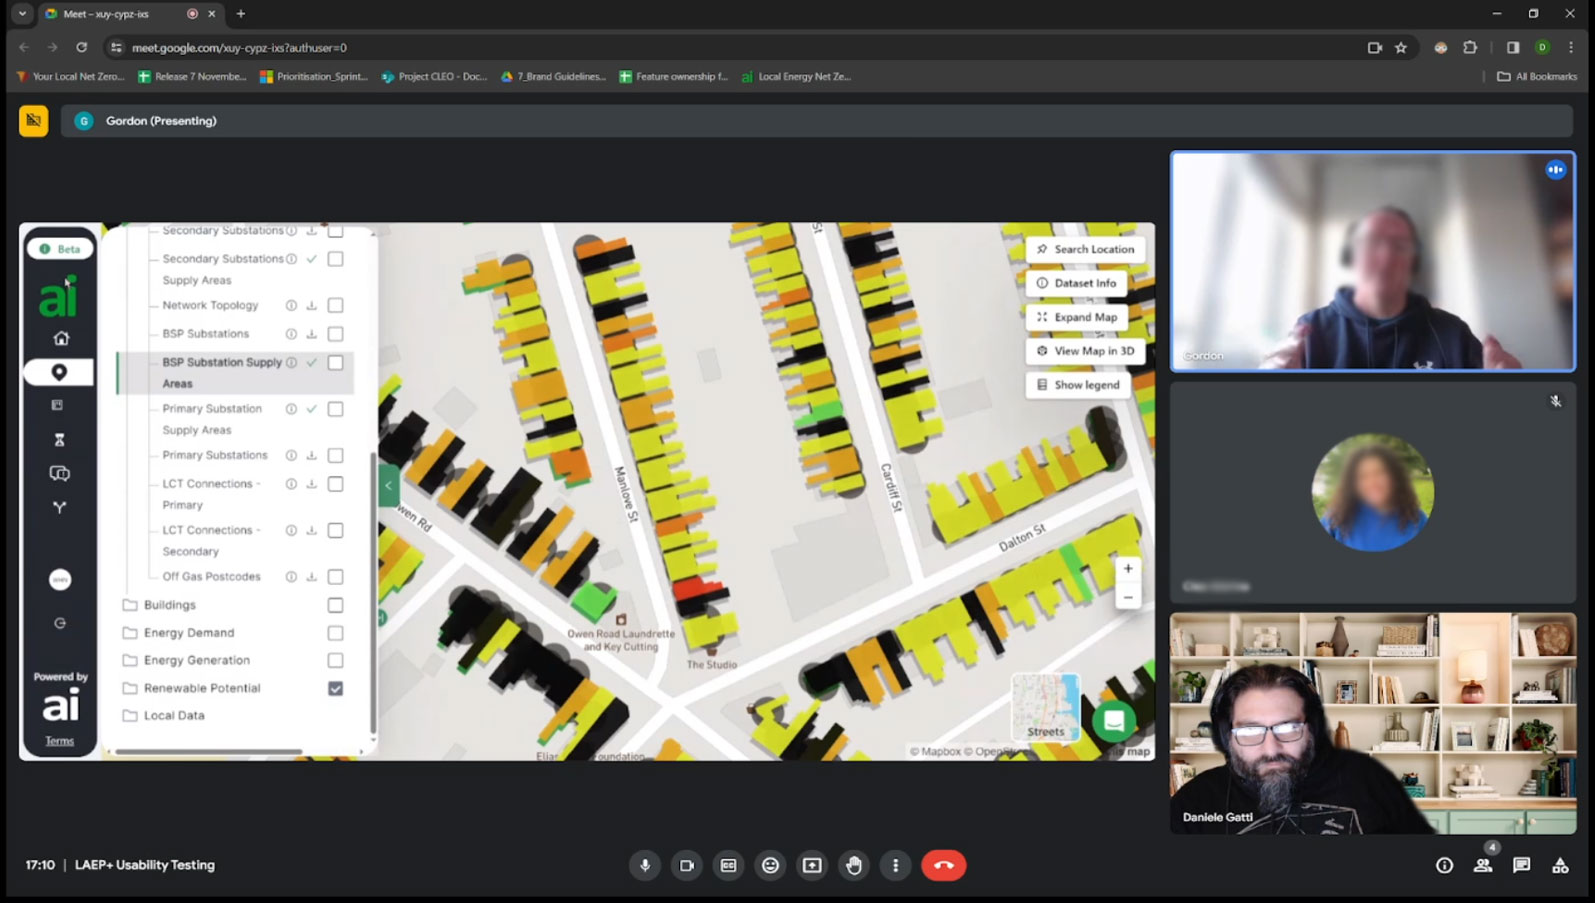 Meet – xuy-cypz-ixs
meet.google.com/xuy-cypz-ixs?authuser=0
D
Your Local Net Zero...
Release 7 Novembe...
Prioritisation_Sprint...
Project CLEO - Doc...
7_Brand Guidelines...
Feature ownership f...
ai Local Energy Net Ze...
All Bookmarks
G Gordon (Presenting)
Beta
ai
Powered by
ai
Terms
Secondary Substations
Secondary Substations
Supply Areas
Network Topology
BSP Substations
BSP Substation Supply
Areas
Primary Substation
Supply Areas
Primary Substations
LCT Connections -
Primary
LCT Connections -
Secondary
Off Gas Postcodes
Buildings
Energy Demand
Energy Generation
Renewable Potential
Local Data
St
Manlove St
Cardiff St
Dalton St
wen Rd
Owen Road Laundrette
and Key Cutting
The Studio
Elias
oundation
Search Location
Dataset Info
Expand Map
View Map in 3D
Show legend
+
−
Streets
© Mapbox © OpenStre
is map
Gordon
Daniele Gatti
17:10 | LAEP+ Usability Testing
4